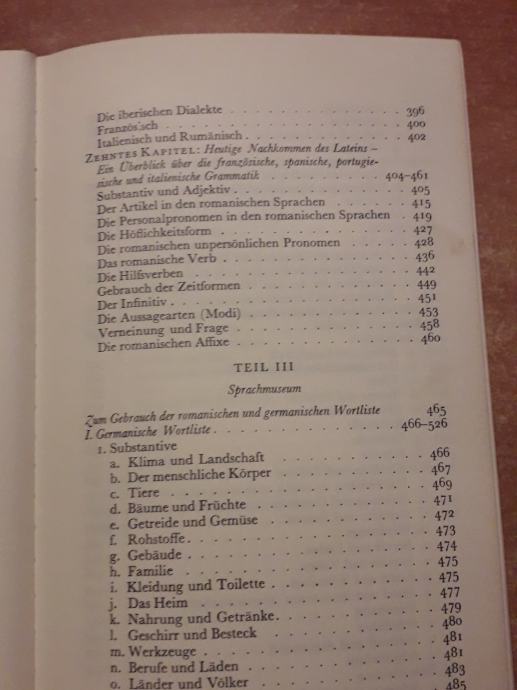 Die iberischen Dialekte . . . . . . . . . . . 396
Französisch . . . . . . . . . . . . . . 400
Italienisch und Rumänisch . . . . . . . . . . 402
ZEHNTES KAPITEL: Heutige Nachkommen des Lateins –
Ein Überblick über die französische, spanische, portugie-
sische und italienische Grammatik . . . . . . . . 404–461
Substantiv und Adjektiv . . . . . . . . . . . 405
Der Artikel in den romanischen Sprachen . . . . . . 415
Die Personalpronomen in den romanischen Sprachen . . 419
Die Höflichkeitsform . . . . . . . . . . . . 427
Die romanischen unpersönlichen Pronomen . . . . . 428
Das romanische Verb . . . . . . . . . . . . 436
Die Hilfsverben . . . . . . . . . . . . . 442
Gebrauch der Zeitformen . . . . . . . . . . . 449
Der Infinitiv . . . . . . . . . . . . . . 451
Die Aussagearten (Modi) . . . . . . . . . . . 453
Verneinung und Frage . . . . . . . . . . . 458
Die romanischen Affixe . . . . . . . . . . . 460
TEIL III
Sprachmuseum
Zum Gebrauch der romanischen und germanischen Wortliste 465
I. Germanische Wortliste . . . . . . . . . . . 466–526
1. Substantive
a. Klima und Landschaft . . . . . . . . . . 466
b. Der menschliche Körper . . . . . . . . . . 467
c. Tiere . . . . . . . . . . . . . . . 469
d. Bäume und Früchte . . . . . . . . . . . 471
e. Getreide und Gemüse . . . . . . . . . . 472
f. Rohstoffe . . . . . . . . . . . . . . 473
g. Gebäude . . . . . . . . . . . . . . 474
h. Familie . . . . . . . . . . . . . . 475
i. Kleidung und Toilette . . . . . . . . . . 475
j. Das Heim . . . . . . . . . . . . . . 477
k. Nahrung und Getränke . . . . . . . . . . 479
l. Geschirr und Besteck . . . . . . . . . . 480
m. Werkzeuge . . . . . . . . . . . . . 481
n. Berufe und Läden . . . . . . . . . . . 481
o. Länder und Völker . . . . . . . . . . . 483
485